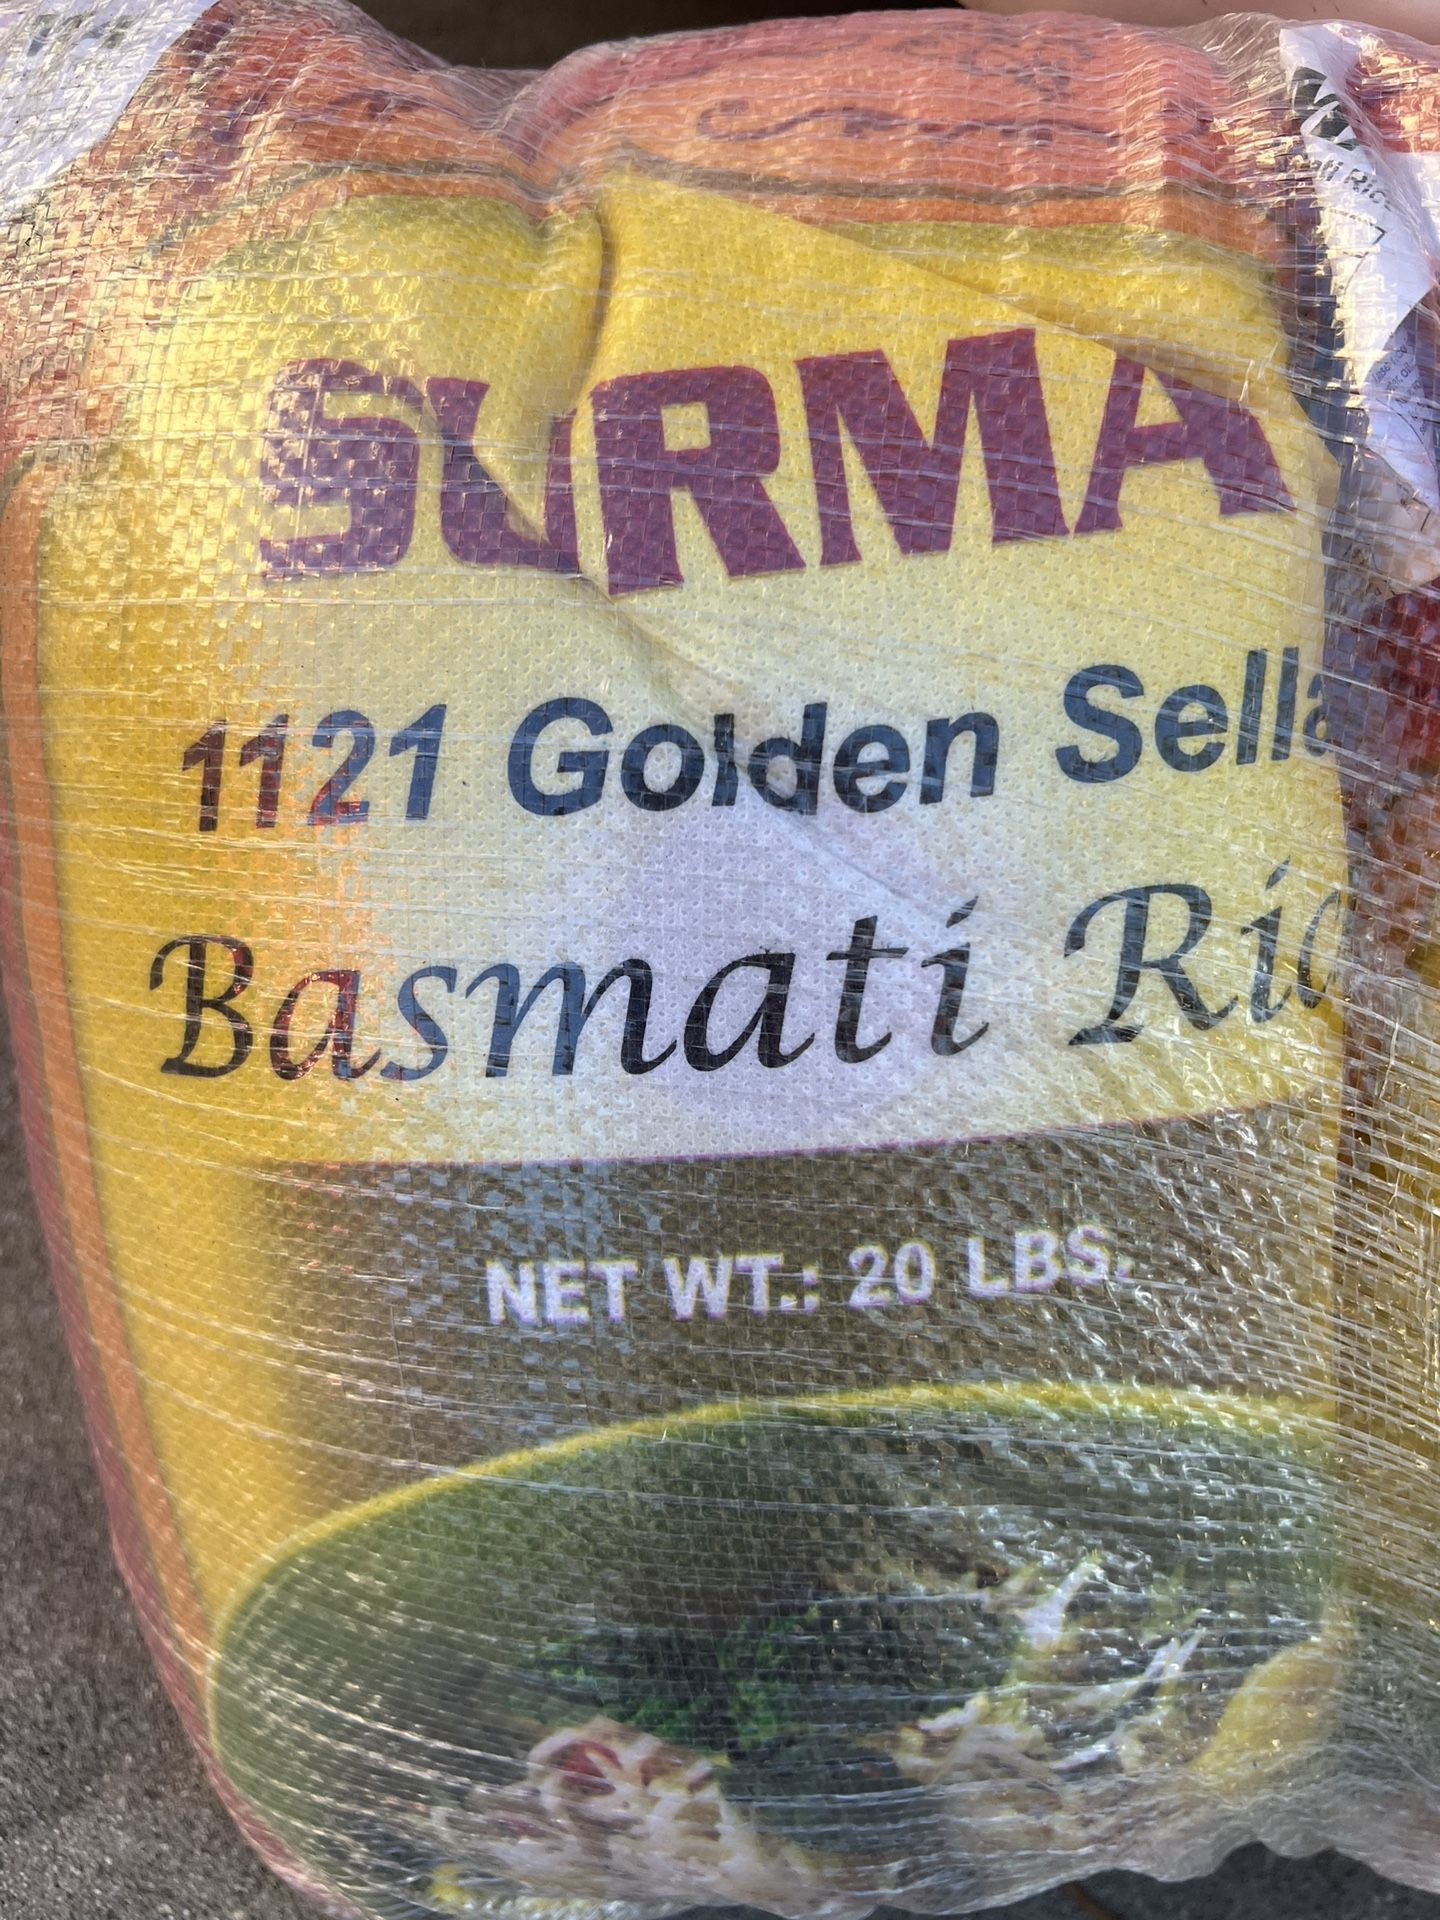 SURMA
1121 Golden Sella
Basmati Ric
NET WT.: 20 LBS.